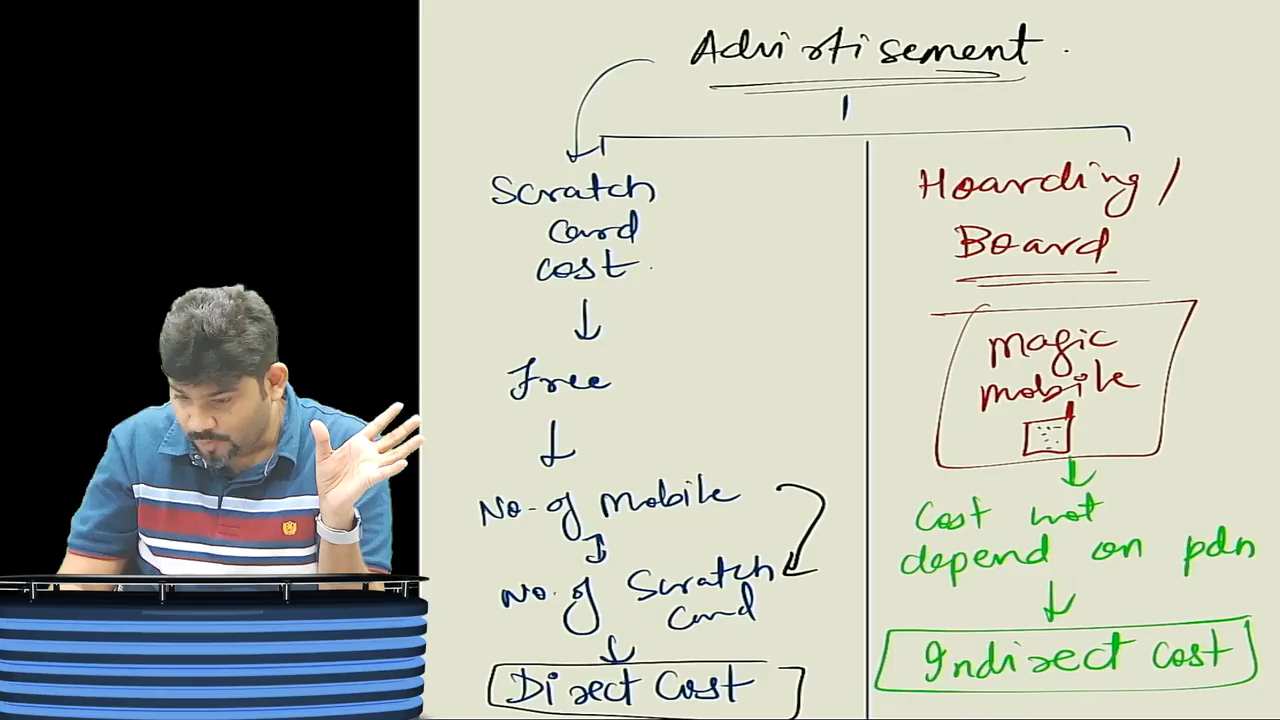 Advirtisement.
Scratch
card
cost.
Free
No. of mobile
No. of Scratch
Card
Direct Cost
Hoarding/
Board
Magic
mobile
Cost not
depend on pdn
Indirect Cost